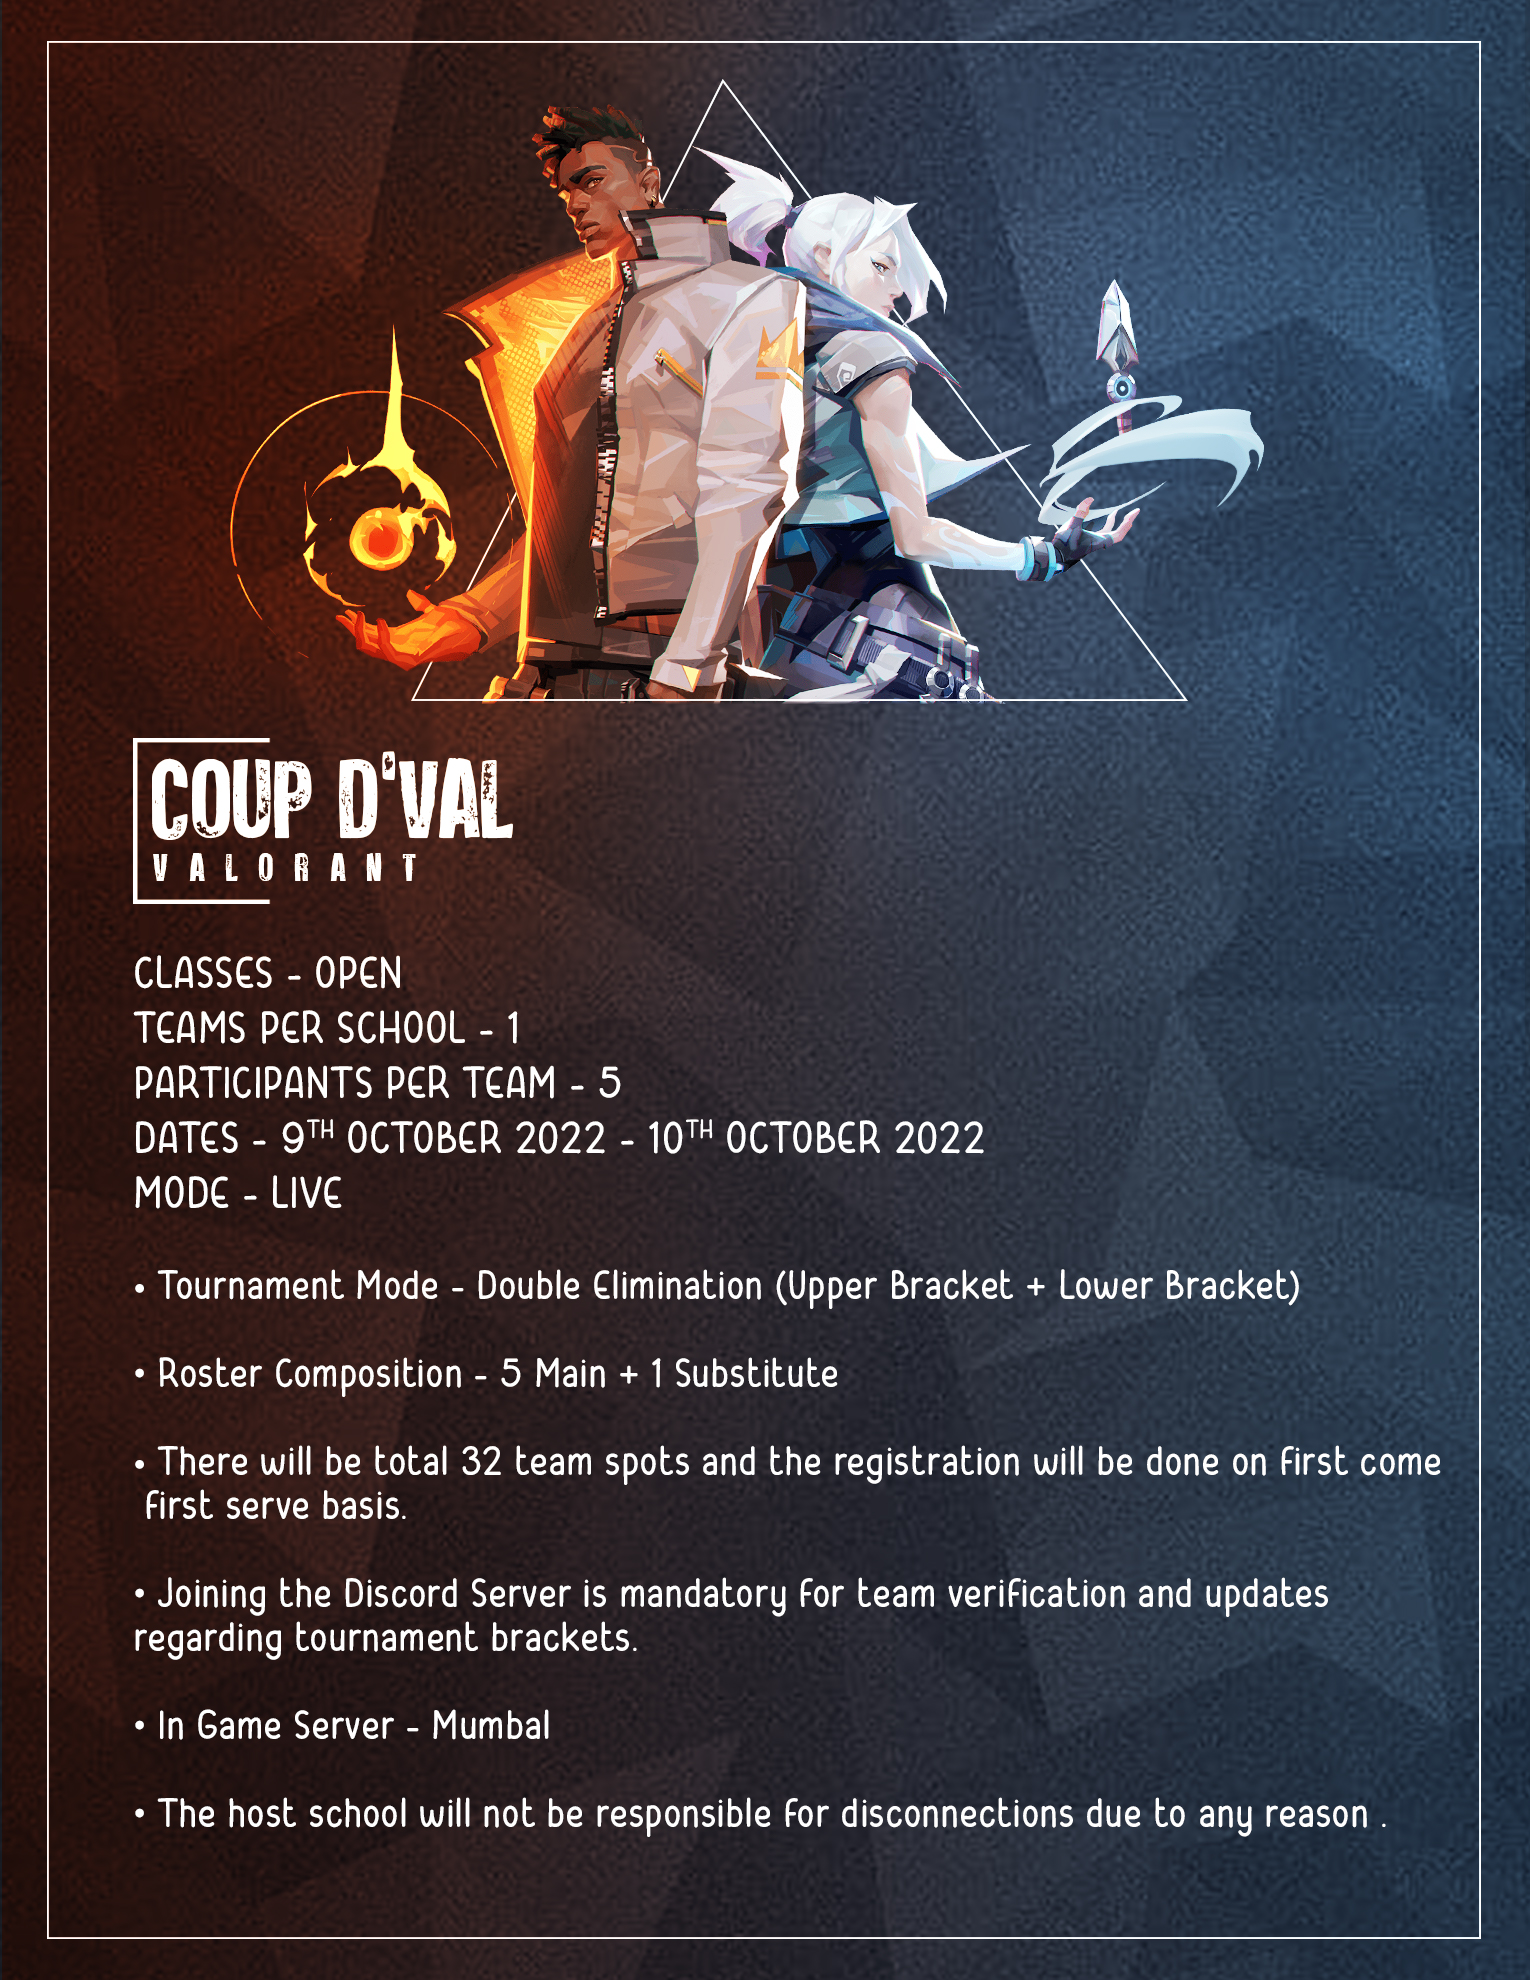 COUP D'VAL
VALORANT
CLASSES - OPEN
TEAMS PER SCHOOL - 1
PARTICIPANTS PER TEAM - 5
DATES - 9TH OCTOBER 2022 - 10TH OCTOBER 2022
MODE - LIVE
• Tournament Mode - Double Elimination (Upper Bracket + Lower Bracket)
• Roster Composition - 5 Main + 1 Substitute
• There will be total 32 team spots and the registration will be done on first come
first serve basis.
• Joining the Discord Server is mandatory for team verification and updates
regarding tournament brackets.
• In Game Server - Mumbal
• The host school will not be responsible for disconnections due to any reason .